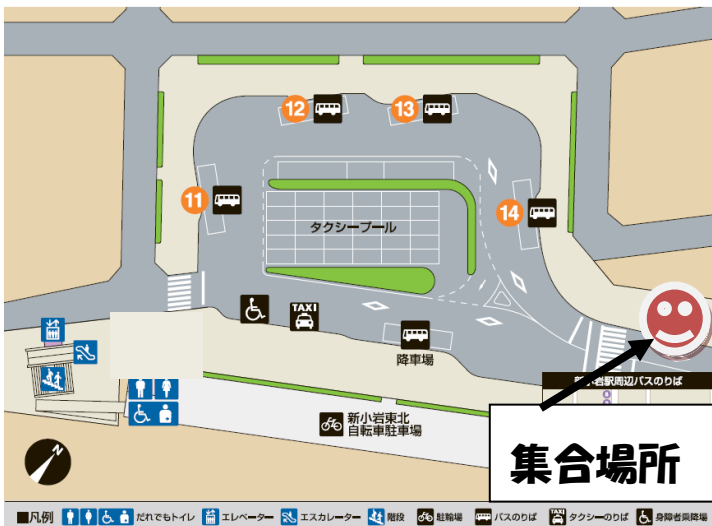 12
13
11
14
タクシープール
TAXI
降車場
新小岩駅周辺バスのりば
新小岩東北
自転車駐車場
集合場所
N
■凡例 だれでもトイレ エレベーター エスカレーター 階段 駐輪場 バスのりば TAXI タクシーのりば 身障者乗降場